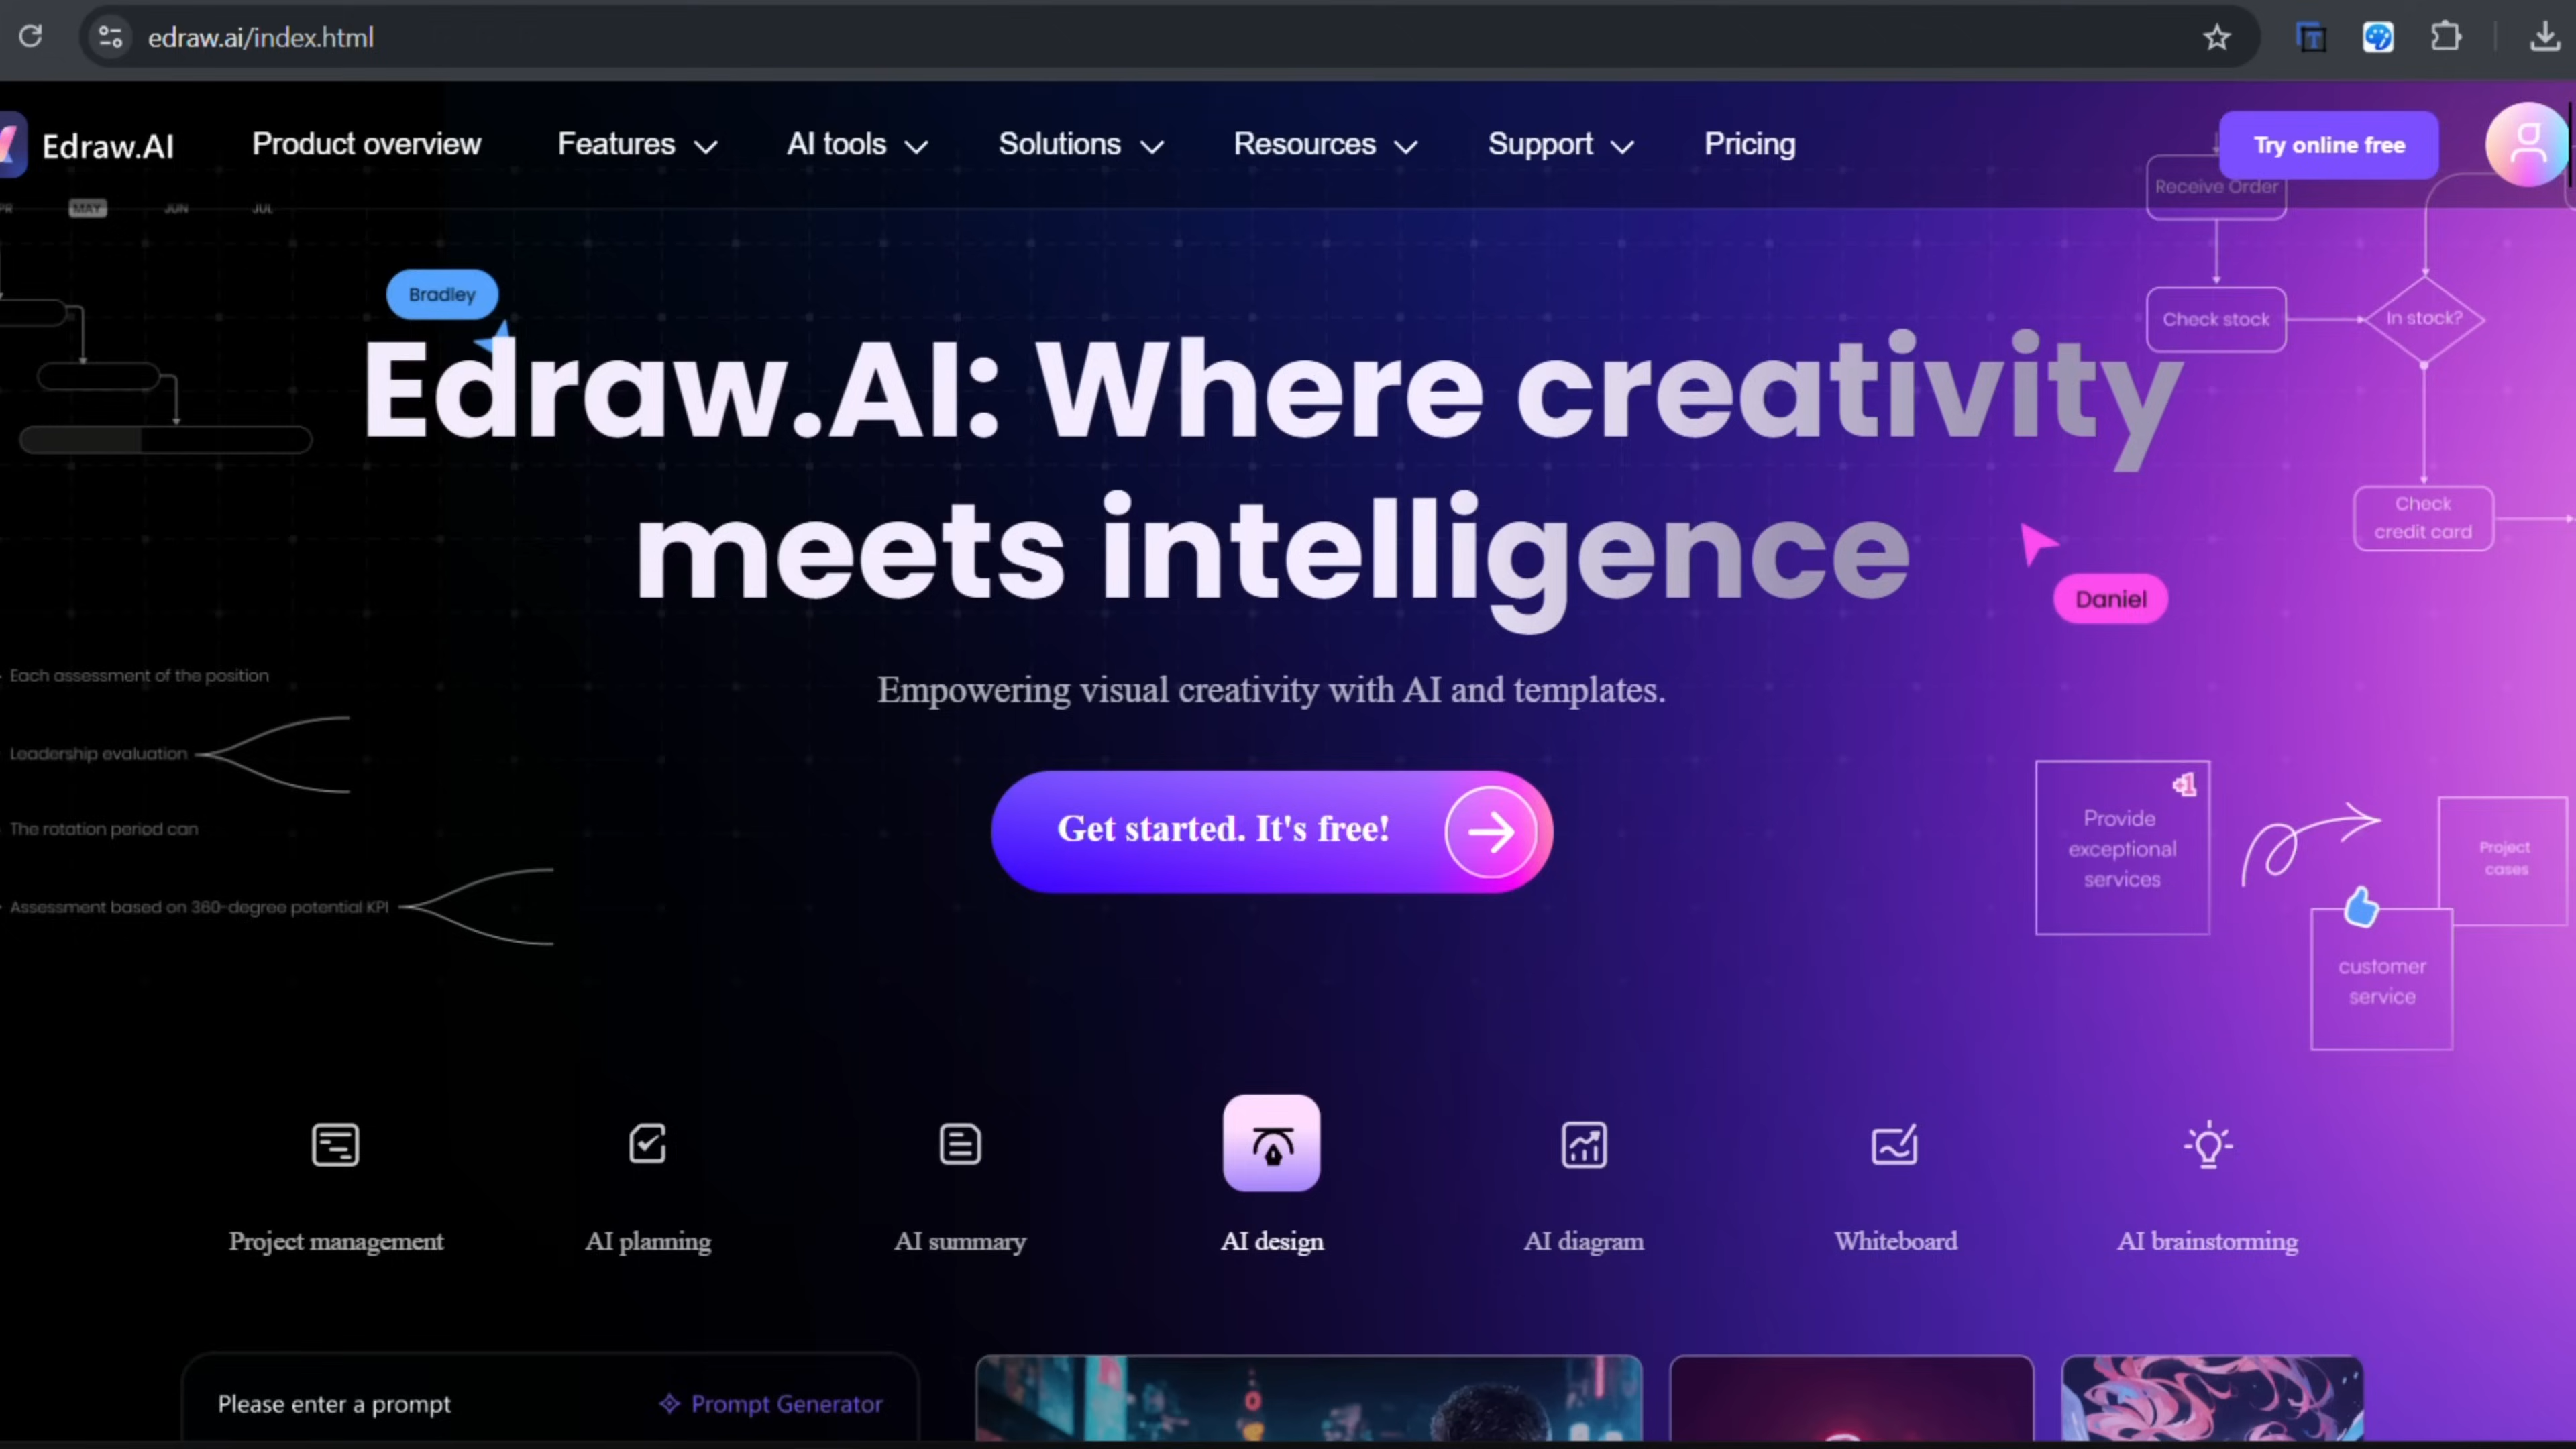 edraw.ai/index.html
Edraw.AI
Product overview
Features
AI tools
Solutions
Resources
Support
Pricing
Try online free
MAY
JUN
JUL
Receive Order
Bradley
Check stock
In stock?
Edraw.AI: Where creativity
meets intelligence
Check
credit card
Daniel
Each assessment of the position
Empowering visual creativity with AI and templates.
Leadership evaluation
The rotation period can
Get started. It's free!
Assessment based on 360-degree potential KPI
+1
Provide
exceptional
services
Project
cases
customer
service
Project management
AI planning
AI summary
AI design
AI diagram
Whiteboard
AI brainstorming
Please enter a prompt
Prompt Generator